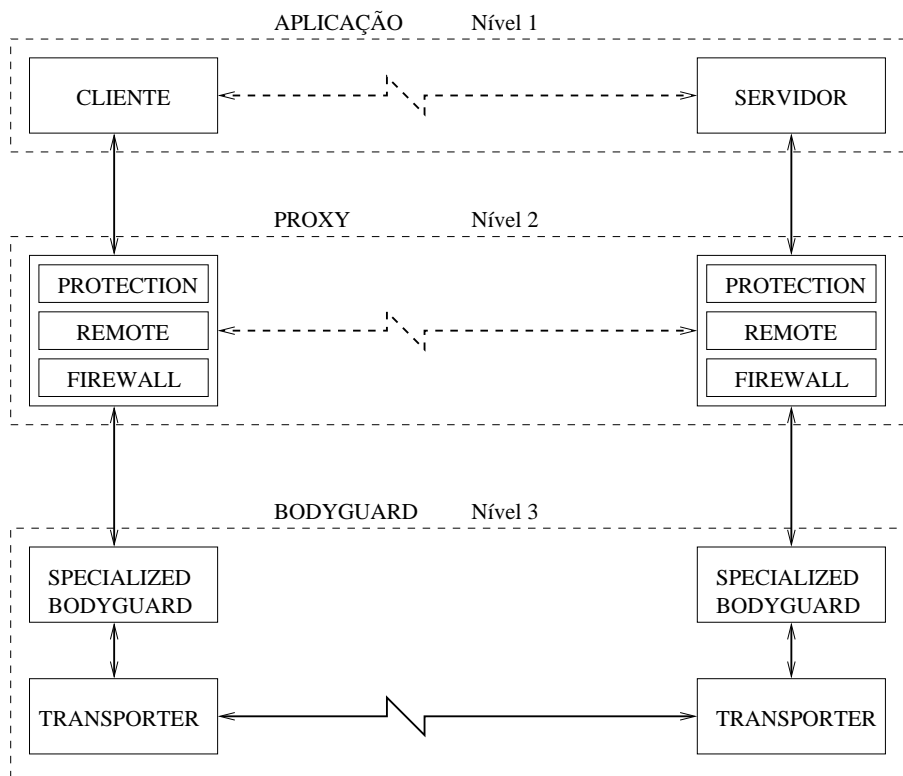 APLICAÇÃO Nível 1
CLIENTE SERVIDOR
PROXY Nível 2
PROTECTION PROTECTION
REMOTE REMOTE
FIREWALL FIREWALL
BODYGUARD Nível 3
SPECIALIZED SPECIALIZED
BODYGUARD BODYGUARD
TRANSPORTER TRANSPORTER